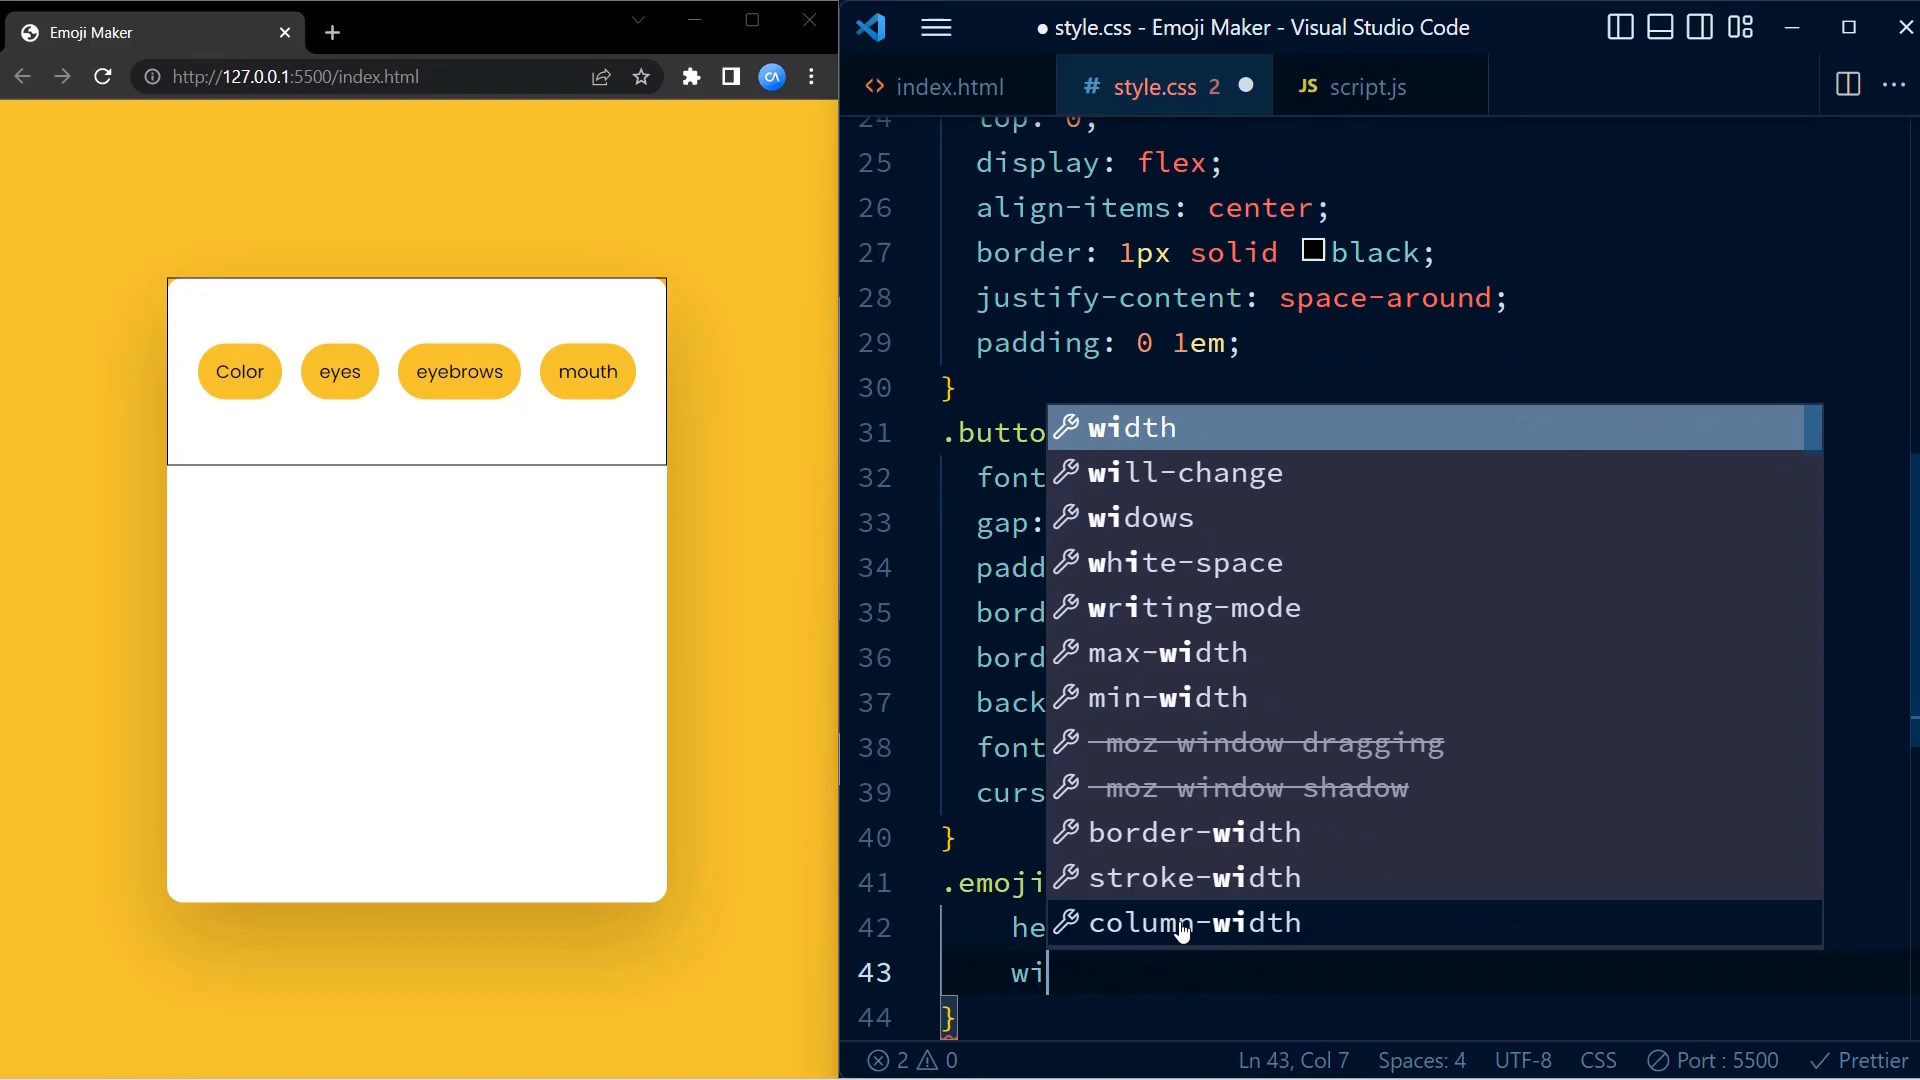 Emoji Maker
http://127.0.0.1:5500/index.html
CA
Color
eyes
eyebrows
mouth
● style.css - Emoji Maker - Visual Studio Code
<> index.html
# style.css 2
JS script.js
24 top: 0;
25 display: flex;
26 align-items: center;
27 border: 1px solid black;
28 justify-content: space-around;
29 padding: 0 1em;
30 }
31 .butto
32 font
33 gap:
34 padd
35 bord
36 bord
37 back
38 font
39 curs
40 }
41 .emoji
42 he
43 wi
44 }
width
will-change
widows
white-space
writing-mode
max-width
min-width
-moz-window-dragging
-moz-window-shadow
border-width
stroke-width
column-width
2 0
Ln 43, Col 7
Spaces: 4
UTF-8
CSS
Port : 5500
Prettier